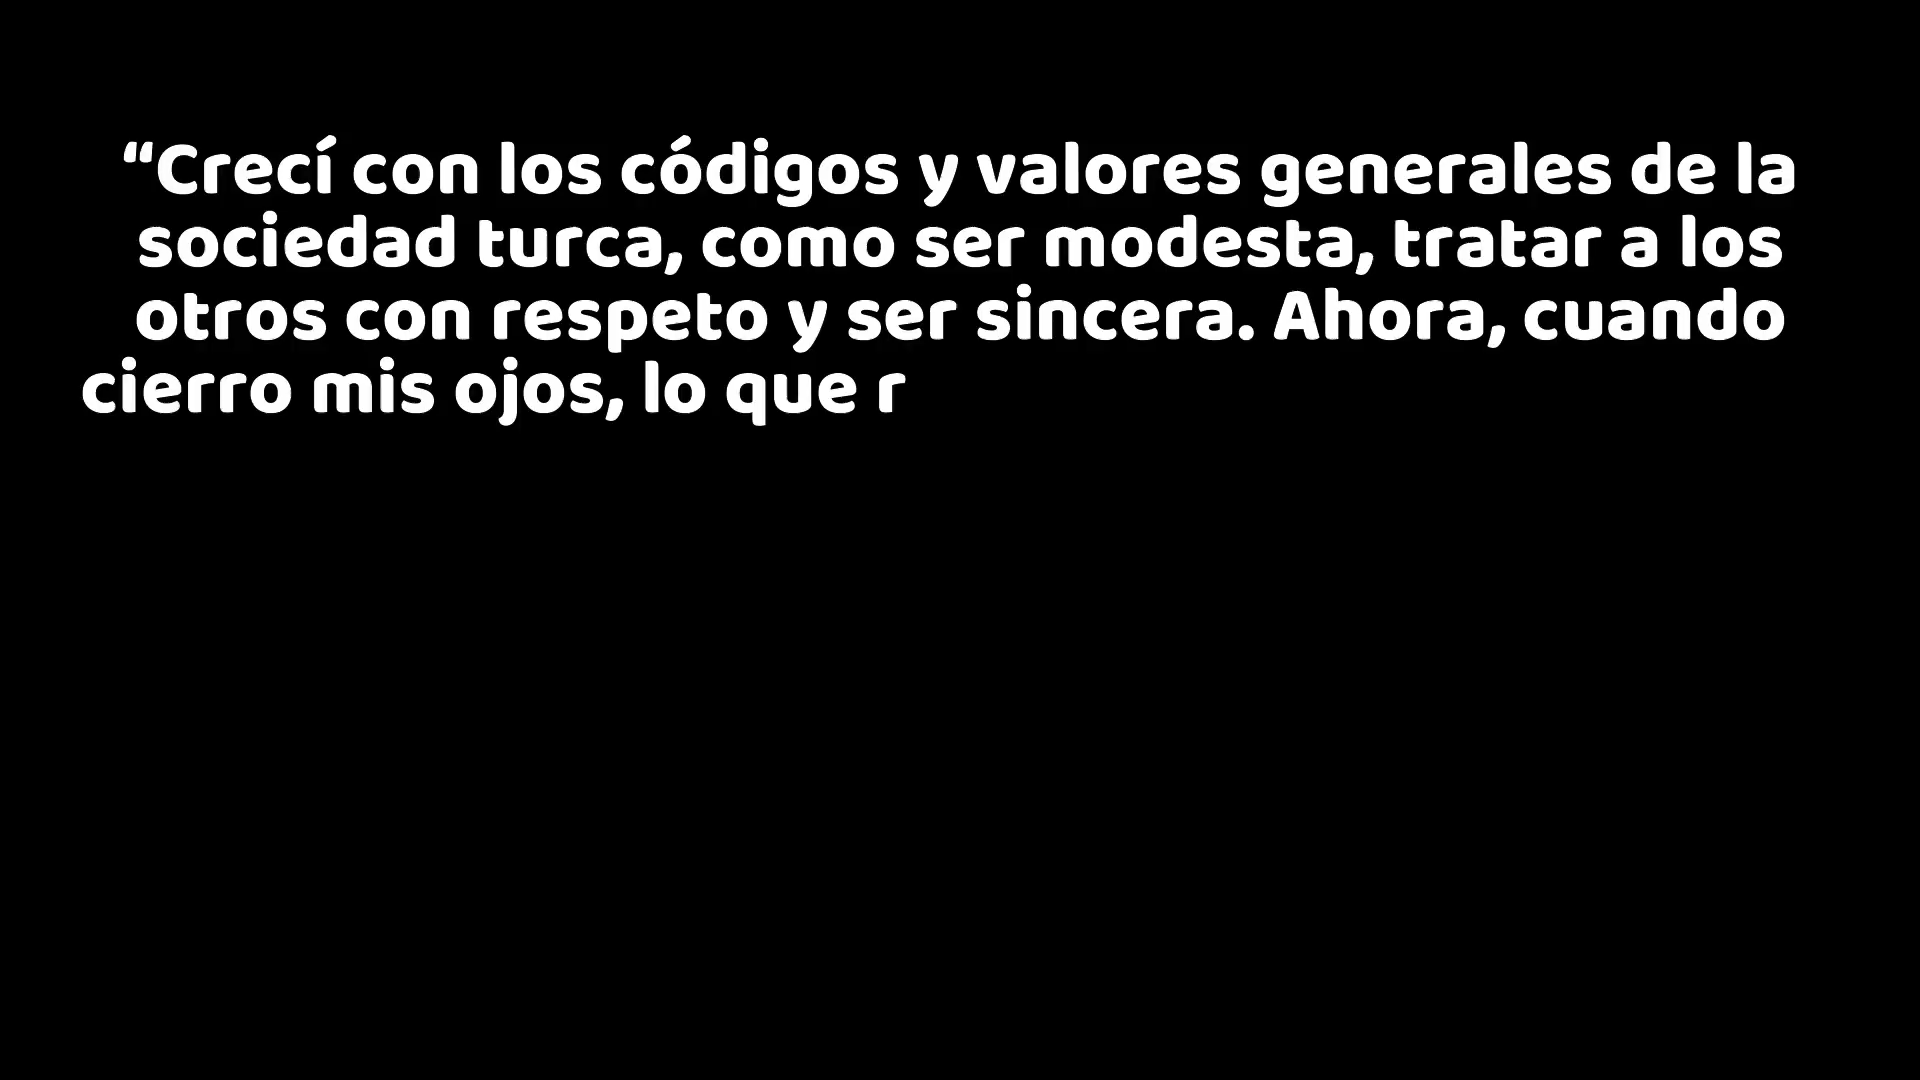 “Crecí con los códigos y valores generales de la
sociedad turca, como ser modesta, tratar a los
otros con respeto y ser sincera. Ahora, cuando
cierro mis ojos, lo que r